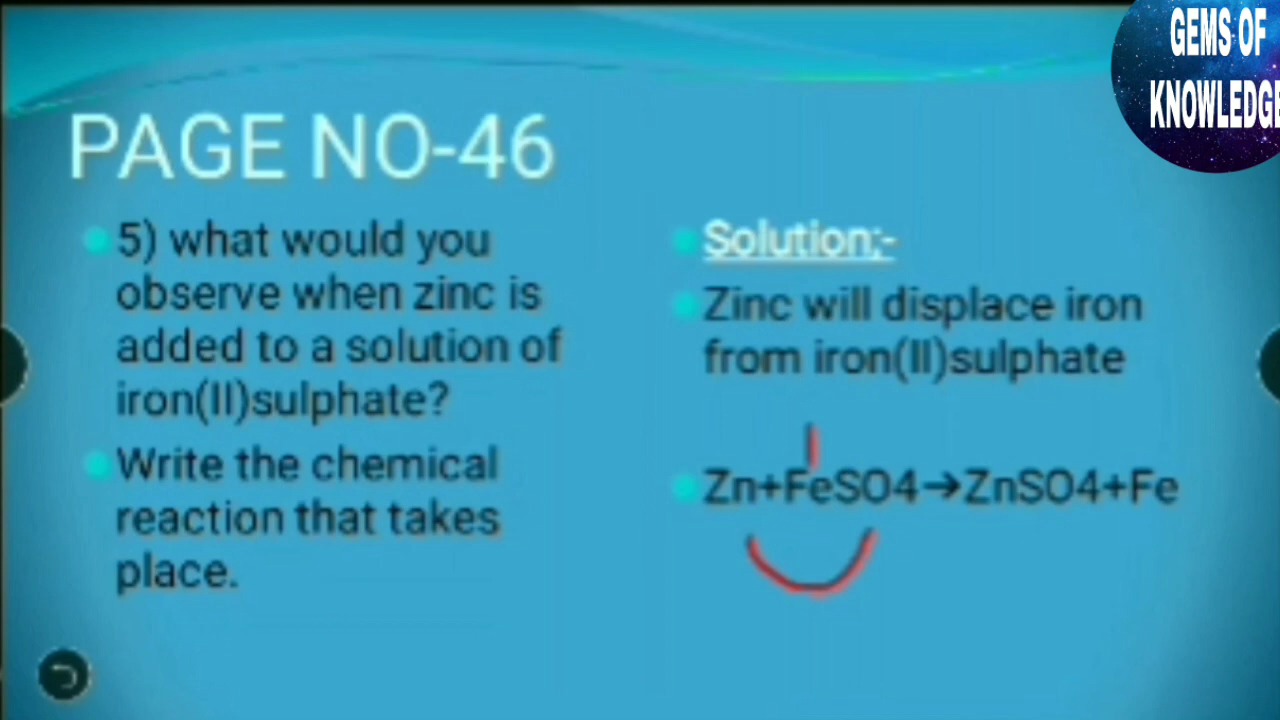 GEMS OF
KNOWLEDGE
PAGE NO-46
5) what would you
observe when zinc is
added to a solution of
iron(II)sulphate?
Write the chemical
reaction that takes
place.
Solution;-
Zinc will displace iron
from iron(II)sulphate
Zn+FeSO4→ZnSO4+Fe